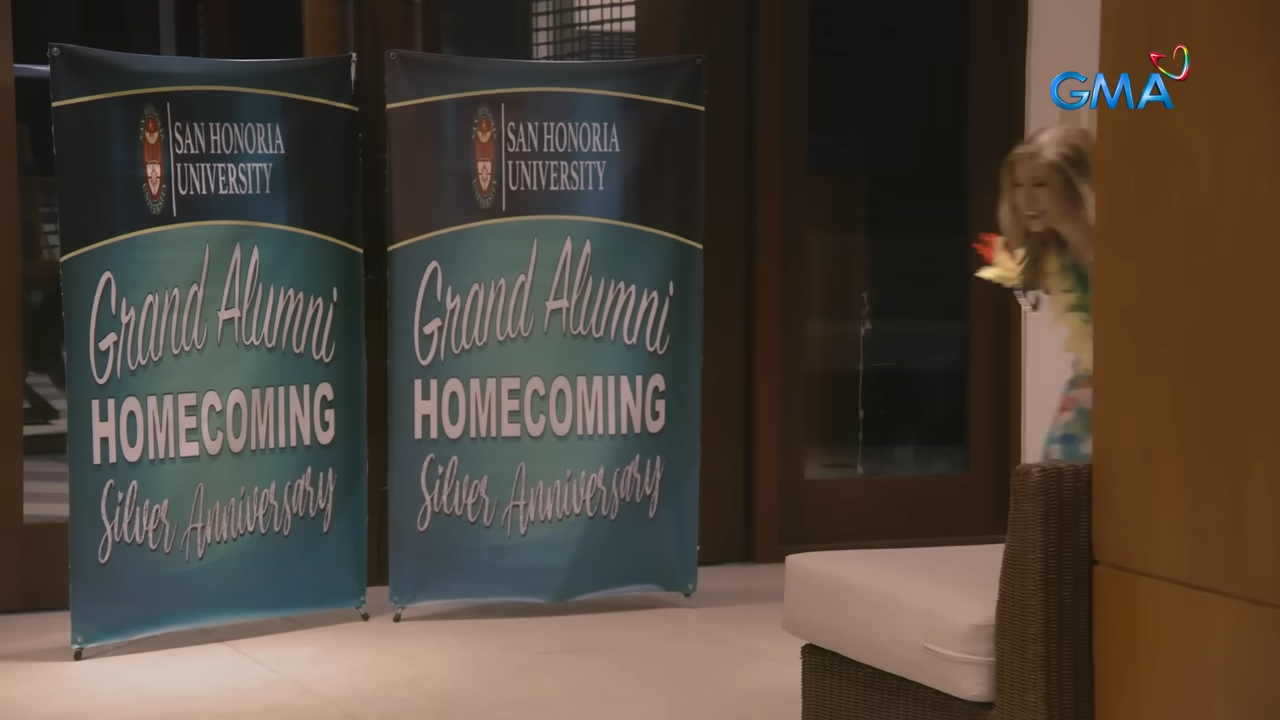 SAN HONORIA
UNIVERSITY
Grand Alumni
HOMECOMING
Silver Anniversary
SAN HONORIA
UNIVERSITY
Grand Alumni
HOMECOMING
Silver Anniversary
GMA